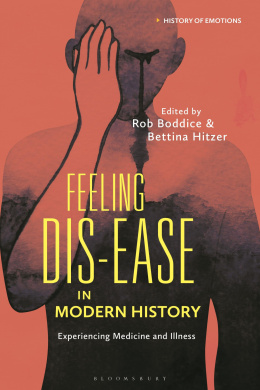 HISTORY OF EMOTIONS
Edited by
Rob Boddice &
Bettina Hitzer
FEELING
DIS-EASE
IN
MODERN HISTORY
Experiencing Medicine and Illness
BLOOMSBURY